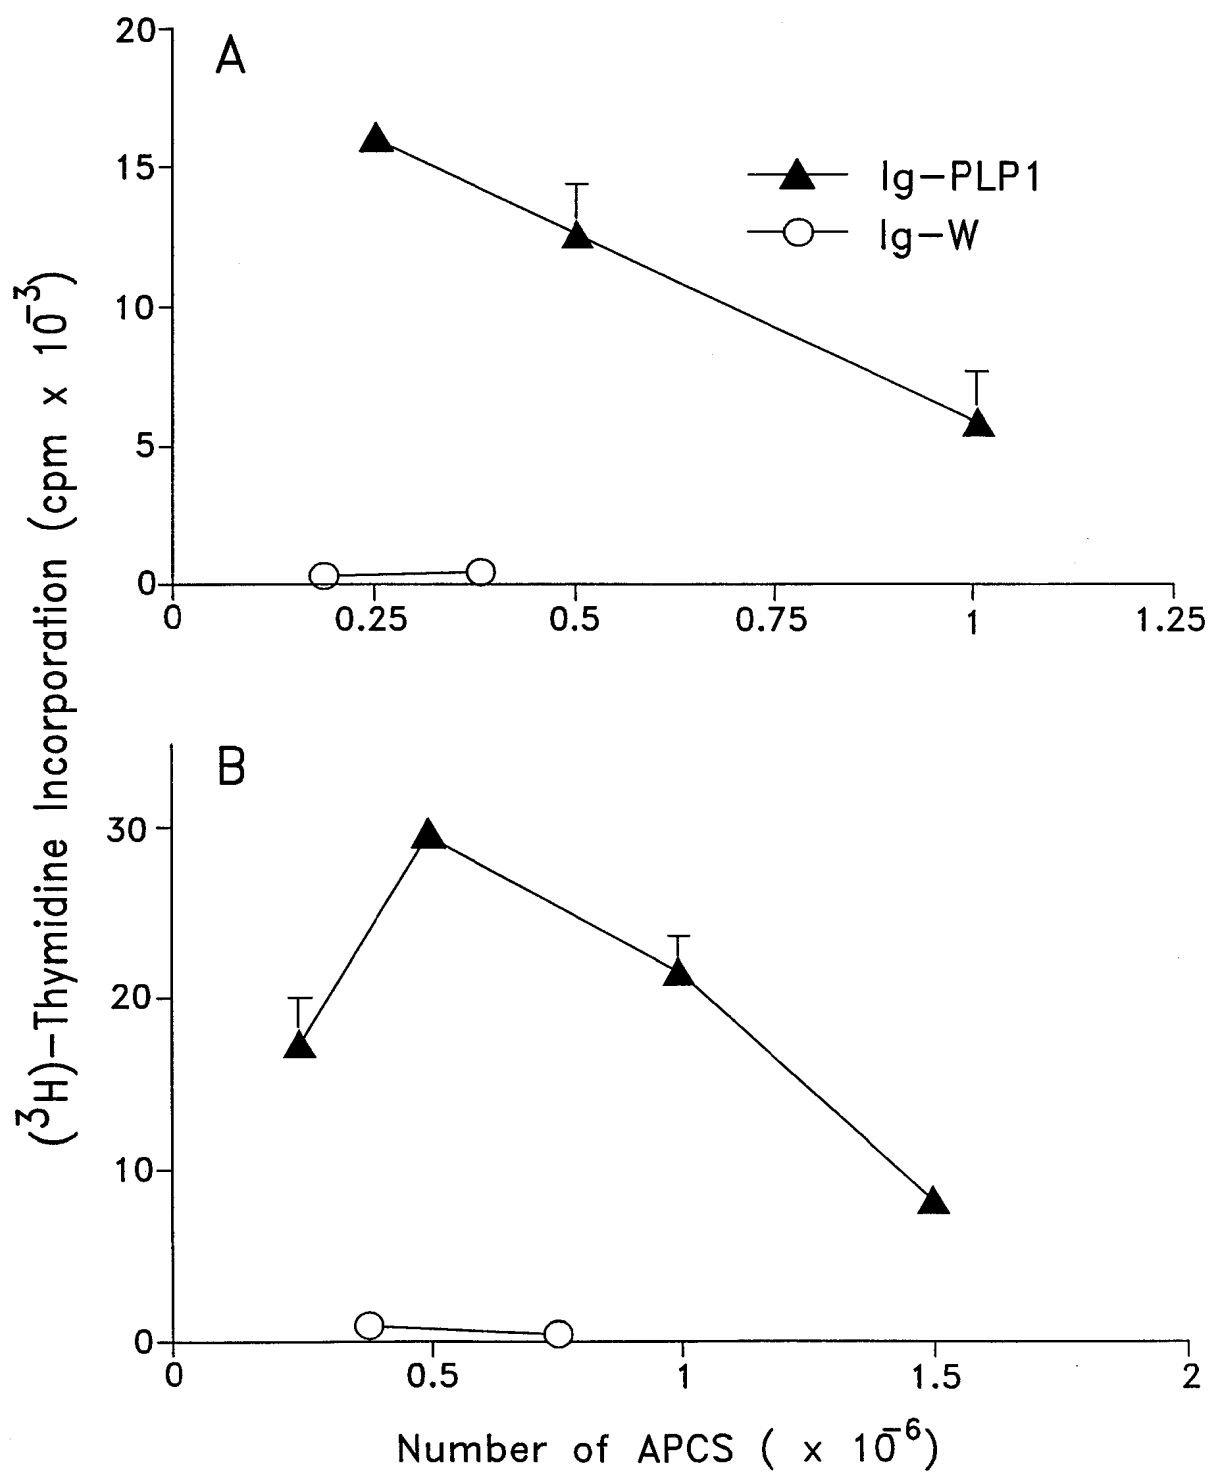 A
20
15
10
5
0
Ig-PLP1
Ig-W
0 0.25 0.5 0.75 1 1.25
(³H)-Thymidine Incorporation (cpm x 10⁻³)
B
30
20
10
0
0 0.5 1 1.5 2
Number of APCS ( x 10⁻⁶)